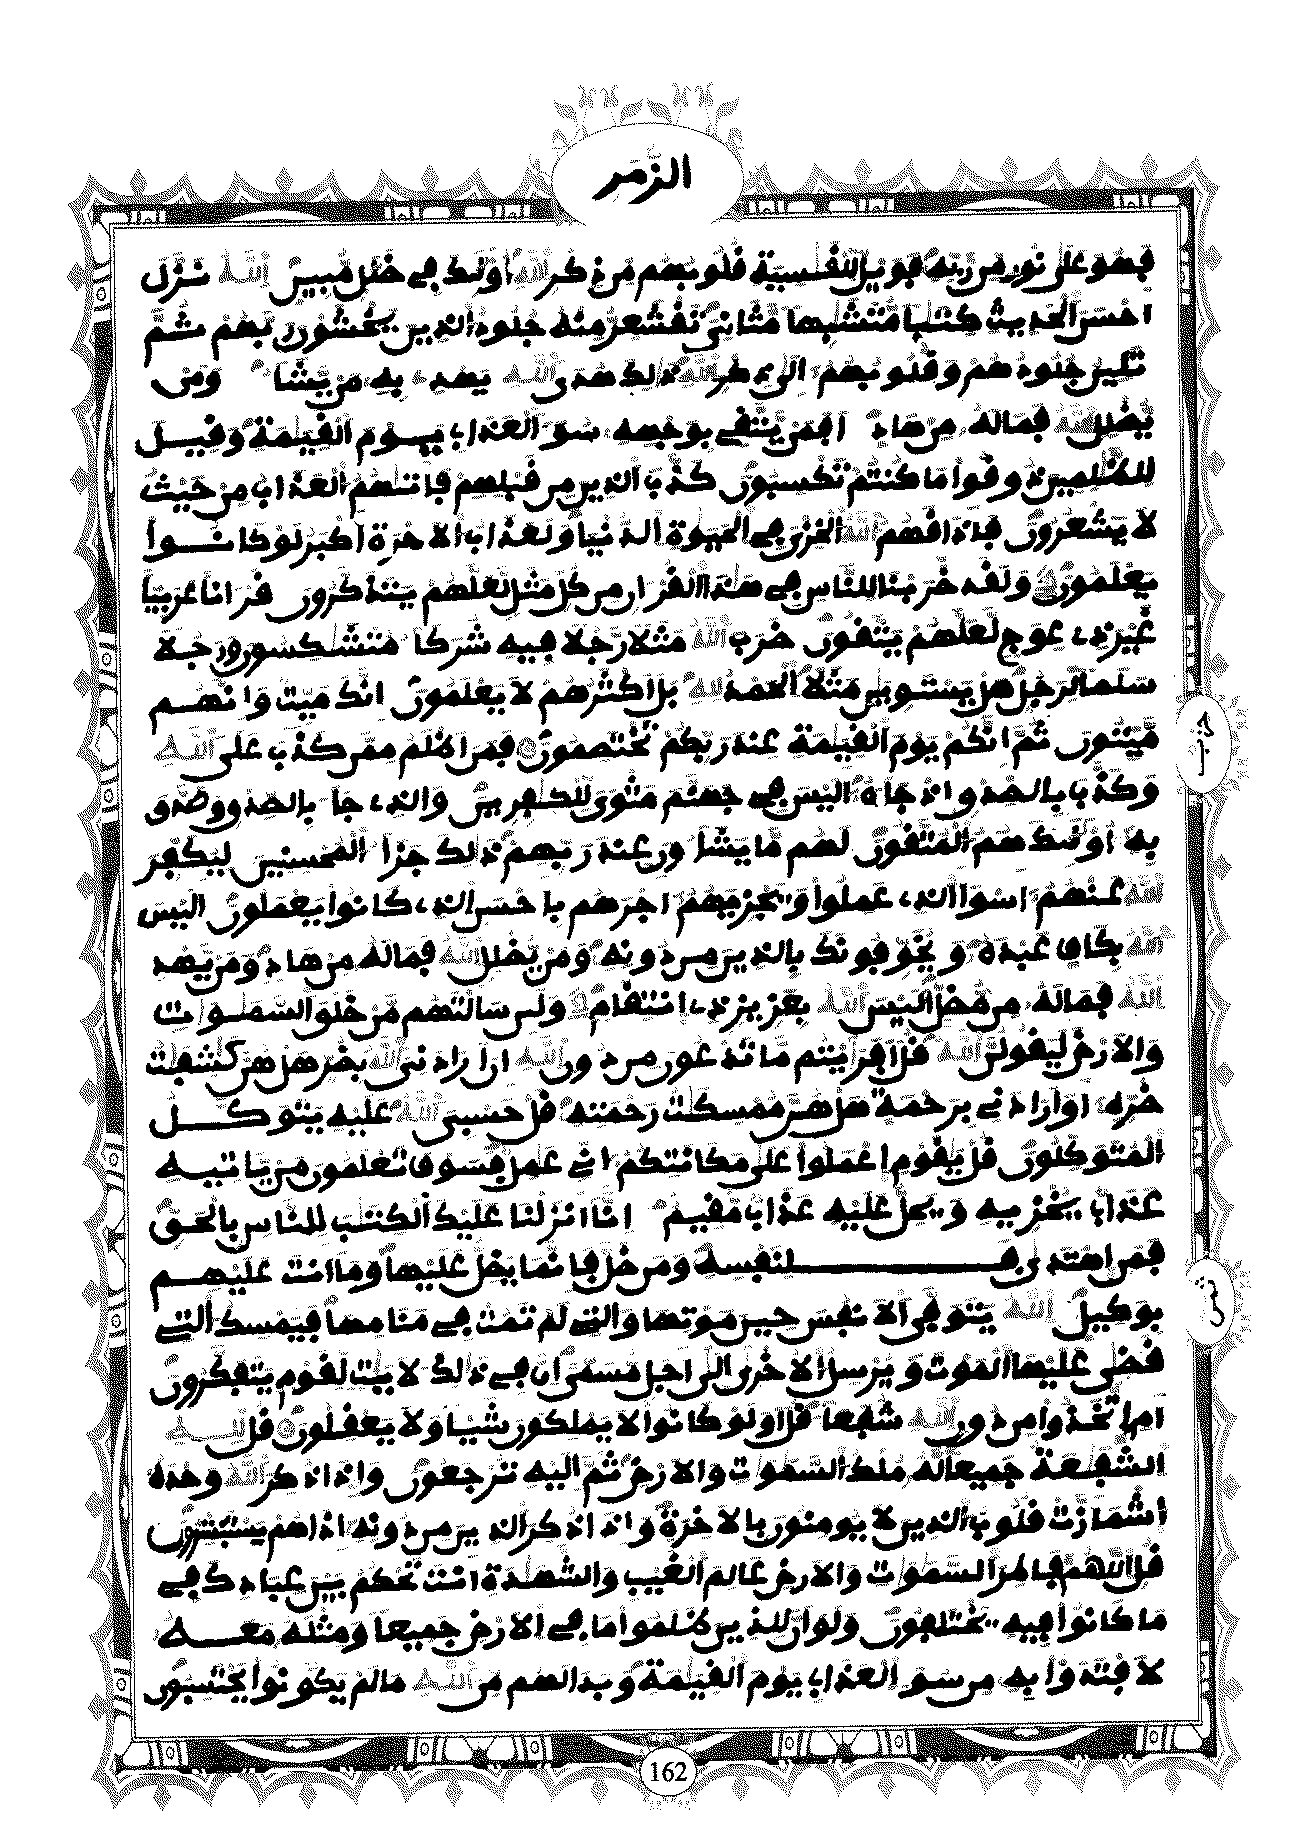 الزمر
فهو على نور من ربه فويل للقسية قلوبهم من ذكر الله أولئك في ضلل مبين الله نزل
احسن الحديث كتبا متشبها مثاني تقشعر منه جلود الذين يخشون ربهم ثم
تلين جلودهم وقلوبهم الى ذكر الله ذلك هدى الله يهدي به من يشا ومن
يضلل الله فماله من هاد افمن يتقي بوجهه سو العذاب يوم القيمة وقيل
للظلمين ذوقوا ما كنتم تكسبون كذب الذين من قبلهم فاتهم العذاب من حيث
لا يشعرون فاذاقهم الله الخزي في الحيوة الدنيا ولعذاب الاخرة اكبر لو كانوا
يعلمون ولقد ضربنا للناس في هذا القران من كل مثل لعلهم يتذكرون قرانا عربيا
غير ذي عوج لعلهم يتقون ضرب الله مثلا رجلا فيه شركا متشكسون ورجلا
سلما لرجل هل يستوين مثلا الحمد لله بل اكثرهم لا يعلمون انك ميت وانهم
ميتون ثم انكم يوم القيمة عند ربكم تختصمون فمن اظلم ممن كذب على الله
وكذب بالصدق اذ جاه اليس في جهنم مثوى للكفرين والذي جا بالصدق وصدق
به اولئك هم المتقون لهم ما يشاون عند ربهم ذلك جزاا المحسنين ليكفر
الله عنهم اسوا الذي عملوا ويجزيهم اجرهم باحسن الذي كانوا يعملون اليس
الله بكاف عبده ويخوفونك بالذين من دونه ومن يضلل الله فماله من هاد ومن يهد
الله فماله من مضل اليس الله بعزيز ذي انتقام ولين سالتهم من خلق السموات
والارض ليقولن الله قل افريتم ما تدعون من دون الله ان ارادني الله بضر هل هن كشفت
ضره او ارادني برحمة هل هن ممسكت رحمته قل حسبي الله عليه يتوكل
المتوكلون قل يقوم اعملوا على مكانتكم اني عمل فسوف تعلمون من ياتيه
عذاب يخزيه ويحل عليه عذاب مقيم انا انزلنا عليك الكتب للناس بالحق
فمن اهتدى فلنفسه ومن ضل فانما يضل عليها وما انت عليهم
بوكيل الله يتوفى الانفس حين موتها والتي لم تمت في منامها فيمسك التي
قضى عليها الموت ويرسل الاخرى الى اجل مسمى ان في ذلك لايت لقوم يتفكرون
ام اتخذوا من دون الله شفعا قل اولو كانوا لا يملكون شيا ولا يعقلون قل لله
الشفعة جميعا له ملك السموت والارض ثم اليه ترجعون واذا ذكر الله وحده
اشمازت قلوب الذين لا يومنون بالاخرة واذا ذكر الذين من دونه اذا هم يستبشرون
قل اللهم فاطر السموت والارض عالم الغيب والشهدة انت تحكم بين عبادك في
ما كانوا فيه يختلفون ولو ان للذين ظلموا ما في الارض جميعا ومثله معه
لافتدوا به من سو العذاب يوم القيمة وبدا لهم من الله ما لم يكونوا يحتسبون
حزب
ثمن
162